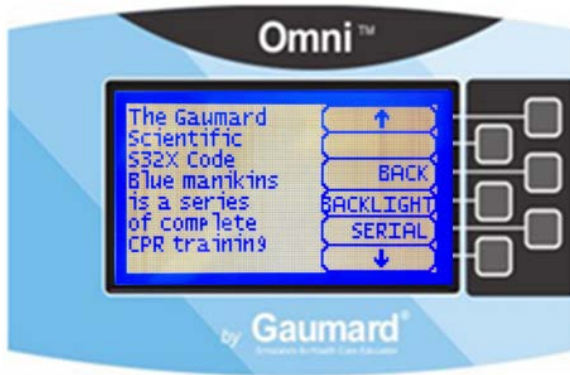 Omni™
The Gaumard
Scientific
S32X Code
Blue manikins
is a series
of complete
CPR training
↑
BACK
BACKLIGHT
SERIAL
↓
by Gaumard®